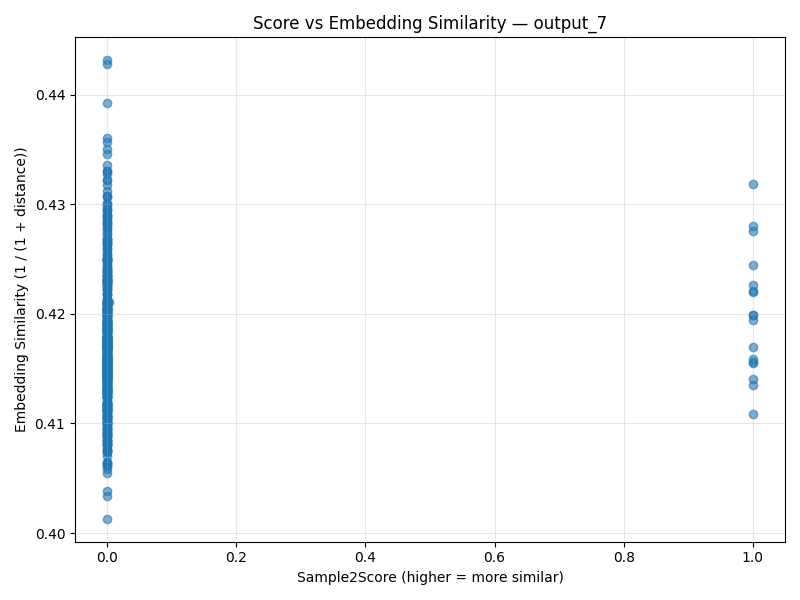 Score vs Embedding Similarity — output_7
0.44
0.43
0.42
0.41
0.40
Embedding Similarity (1 / (1 + distance))
0.0 0.2 0.4 0.6 0.8 1.0
Sample2Score (higher = more similar)